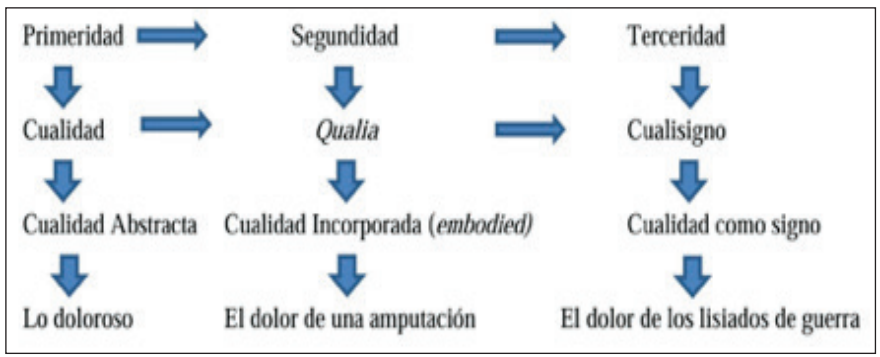 Primeridad Segundidad Terceridad
Cualidad Qualia Cualisigno
Cualidad Abstracta Cualidad Incorporada (embodied) Cualidad como signo
Lo doloroso El dolor de una amputación El dolor de los lisiados de guerra